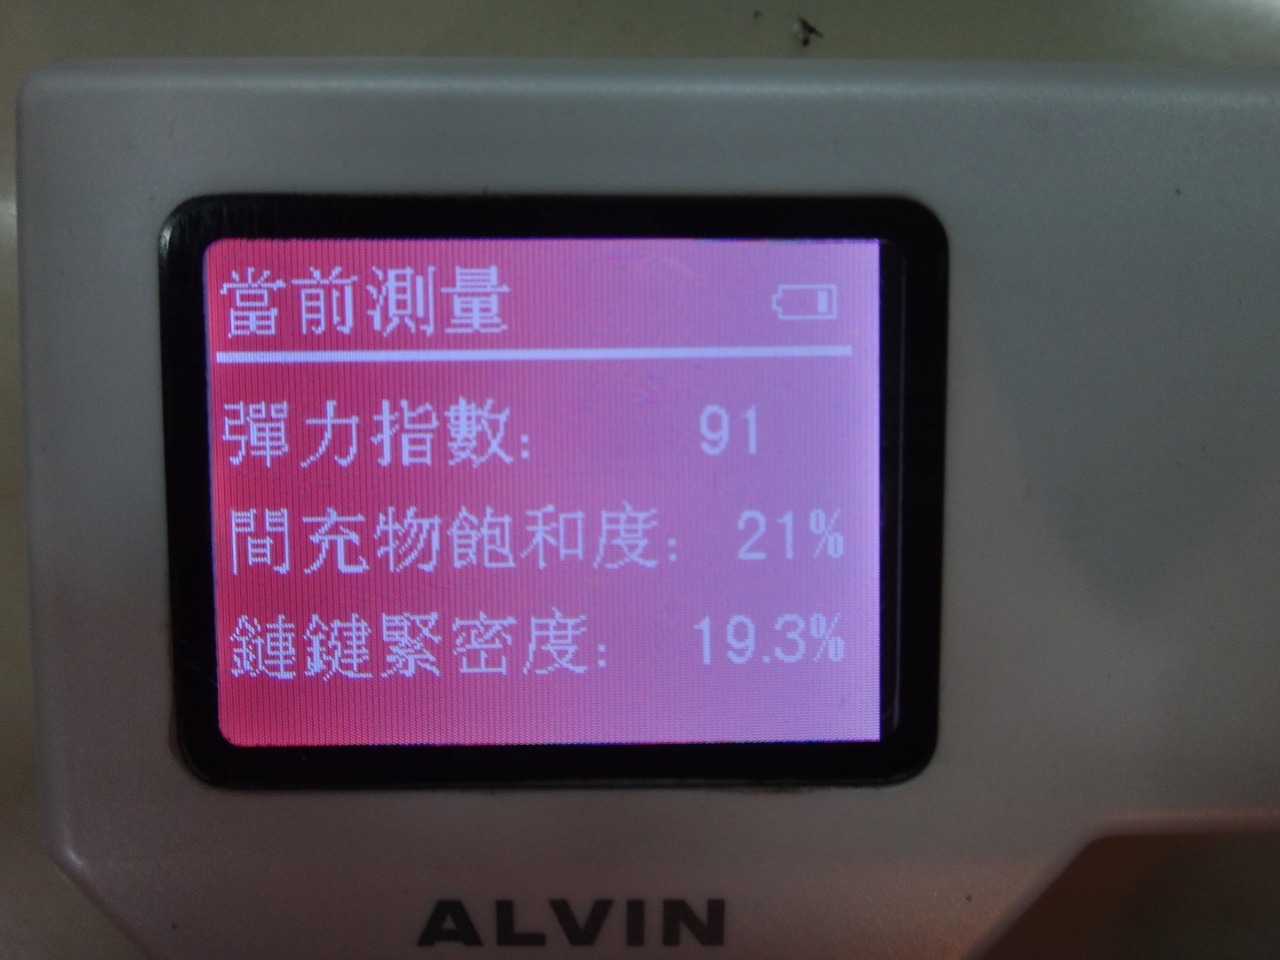 當前測量
彈力指數: 91
間充物飽和度: 21%
鏈鍵緊密度: 19.3%
ALVIN